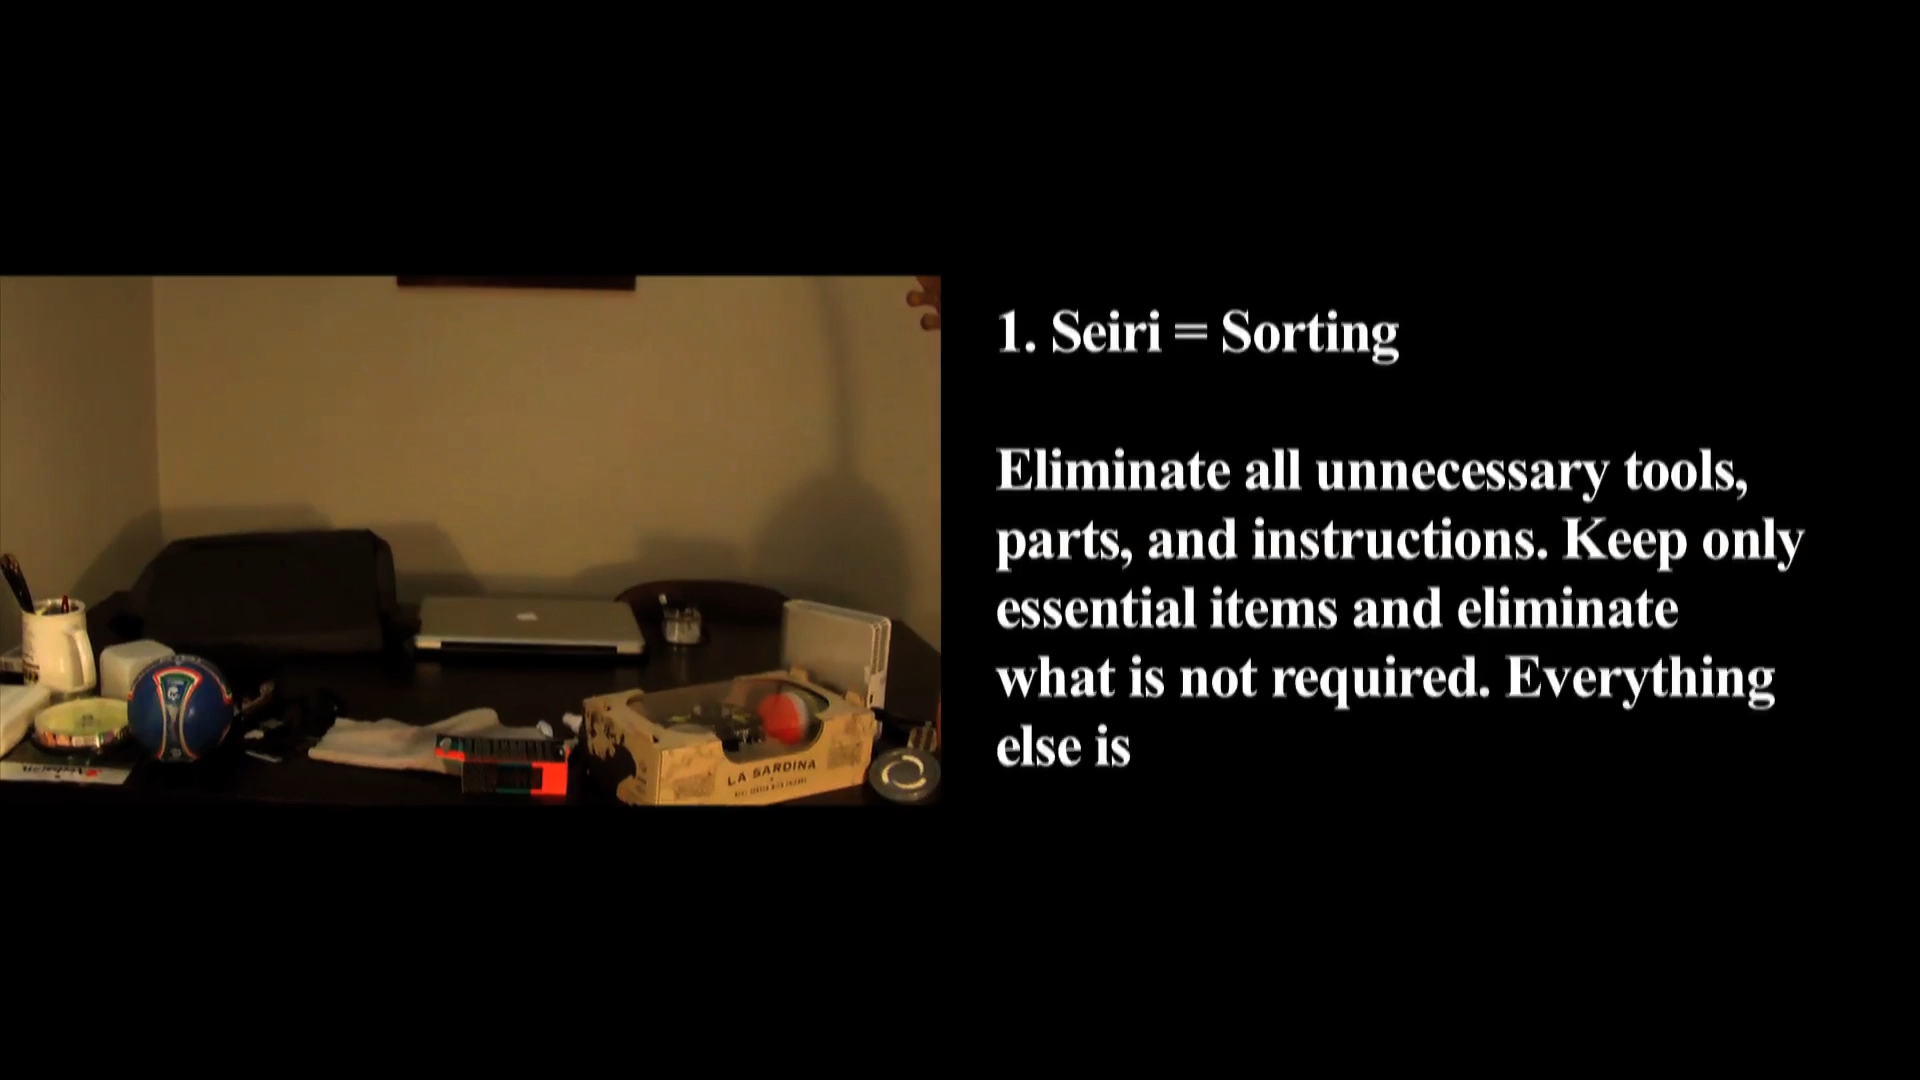 1. Seiri = Sorting
Eliminate all unnecessary tools,
parts, and instructions. Keep only
essential items and eliminate
what is not required. Everything
else is
LA SARDINA